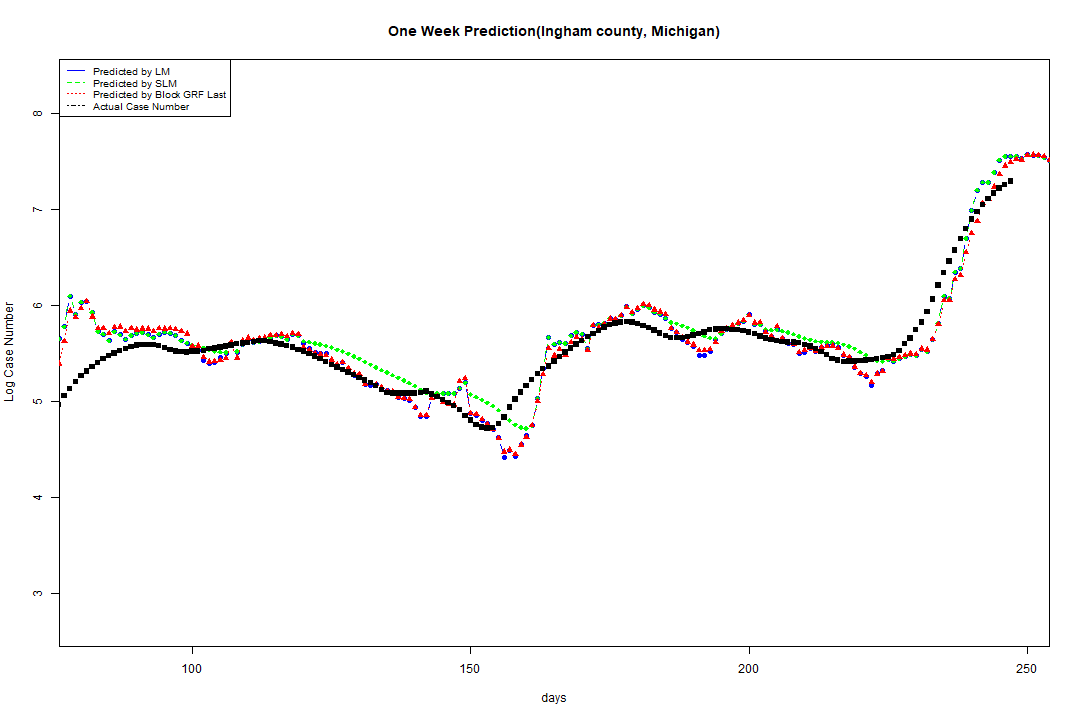 One Week Prediction(Ingham county, Michigan)
Predicted by LM
Predicted by SLM
Predicted by Block GRF Last
Actual Case Number
8
7
6
5
4
3
Log Case Number
100 150 200 250
days